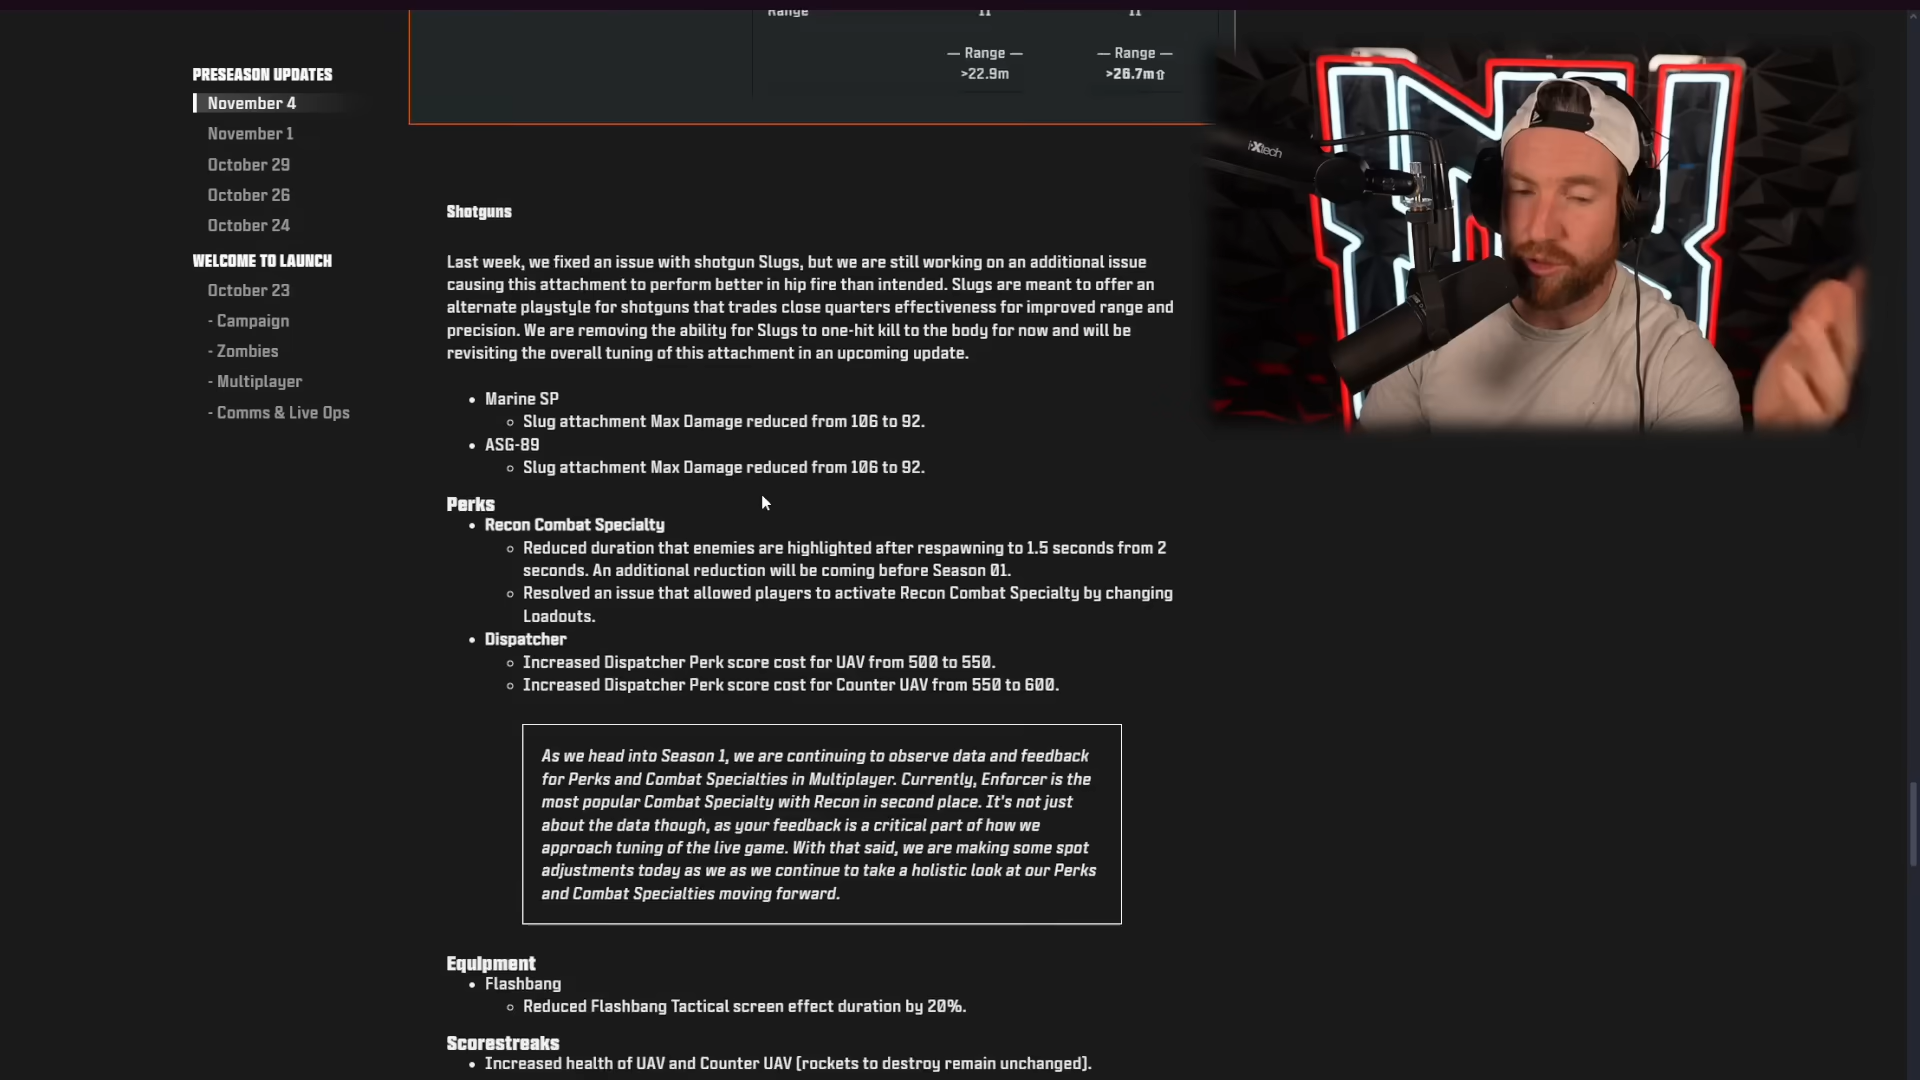 Range 11 11
— Range — — Range —
>22.9m >26.7m⇧
PRESEASON UPDATES
November 4
November 1
October 29
October 26
October 24
WELCOME TO LAUNCH
October 23
- Campaign
- Zombies
- Multiplayer
- Comms & Live Ops
Shotguns
Last week, we fixed an issue with shotgun Slugs, but we are still working on an additional issue
causing this attachment to perform better in hip fire than intended. Slugs are meant to offer an
alternate playstyle for shotguns that trades close quarters effectiveness for improved range and
precision. We are removing the ability for Slugs to one-hit kill to the body for now and will be
revisiting the overall tuning of this attachment in an upcoming update.
• Marine SP
○ Slug attachment Max Damage reduced from 106 to 92.
• ASG-89
○ Slug attachment Max Damage reduced from 106 to 92.
Perks
• Recon Combat Specialty
○ Reduced duration that enemies are highlighted after respawning to 1.5 seconds from 2
seconds. An additional reduction will be coming before Season 01.
○ Resolved an issue that allowed players to activate Recon Combat Specialty by changing
Loadouts.
• Dispatcher
○ Increased Dispatcher Perk score cost for UAV from 500 to 550.
○ Increased Dispatcher Perk score cost for Counter UAV from 550 to 600.
As we head into Season 1, we are continuing to observe data and feedback
for Perks and Combat Specialties in Multiplayer. Currently, Enforcer is the
most popular Combat Specialty with Recon in second place. It's not just
about the data though, as your feedback is a critical part of how we
approach tuning of the live game. With that said, we are making some spot
adjustments today as we as we continue to take a holistic look at our Perks
and Combat Specialties moving forward.
Equipment
• Flashbang
○ Reduced Flashbang Tactical screen effect duration by 20%.
Scorestreaks
• Increased health of UAV and Counter UAV [rockets to destroy remain unchanged].